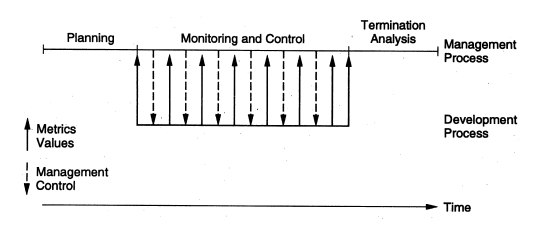 Termination
Planning Monitoring and Control Analysis
Management
Process
Development
Process
Metrics
Values
Management
Control
Time